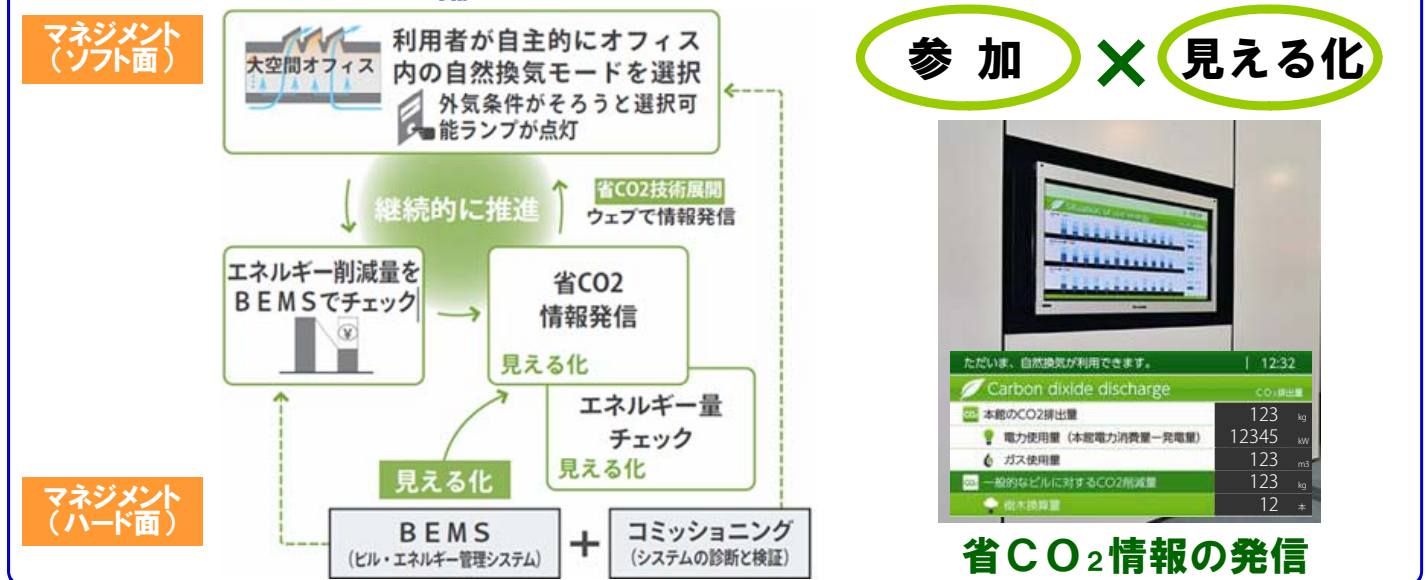 マネジメント
（ソフト面）
大空間オフィス
利用者が自主的にオフィス
内の自然換気モードを選択
外気条件がそろうと選択可
能ランプが点灯
継続的に推進
省CO2技術展開
ウェブで情報発信
エネルギー削減量を
BEMSでチェック
¥
省CO2
情報発信
見える化
エネルギー量
チェック
見える化
見える化
マネジメント
（ハード面）
BEMS
（ビル・エネルギー管理システム）
＋
コミッショニング
（システムの診断と検証）
参加 × 見える化
Situation of use energy
ただいま、自然換気が利用できます。 | 12:32
Carbon dixide discharge CO₂排出量
CO₂ 本館のCO2排出量 123 kg
電力使用量（本館電力消費量ー発電量） 12345 kW
ガス使用量 123 m3
CO₂ 一般的なビルに対するCO2削減量 123 kg
樹木換算量 12 本
省CO₂情報の発信